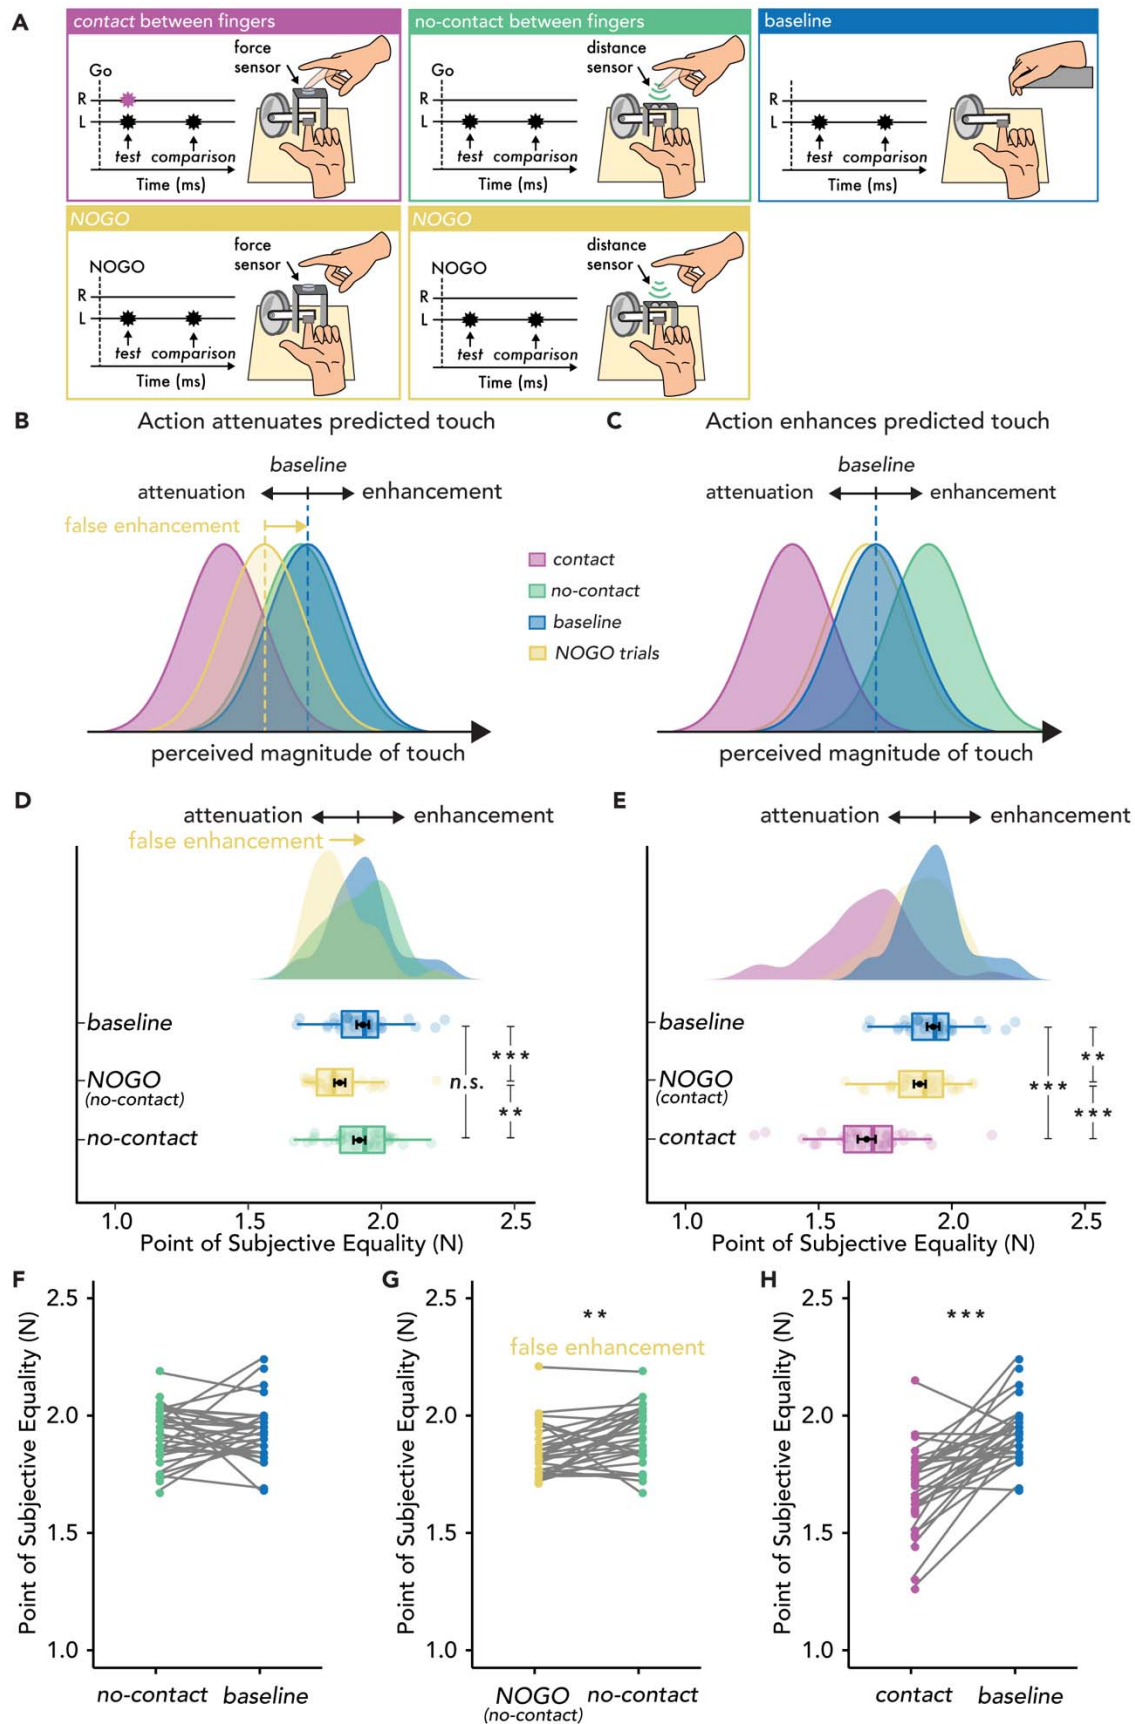 A
contact between fingers
Go
R
L
test
comparison
Time (ms)
force
sensor
no-contact between fingers
Go
R
L
test
comparison
Time (ms)
distance
sensor
baseline
R
L
test
comparison
Time (ms)
NOGO
NOGO
R
L
test
comparison
Time (ms)
force
sensor
NOGO
NOGO
R
L
test
comparison
Time (ms)
distance
sensor
B
Action attenuates predicted touch
baseline
attenuation
enhancement
false enhancement
perceived magnitude of touch
contact
no-contact
baseline
NOGO trials
C
Action enhances predicted touch
baseline
attenuation
enhancement
perceived magnitude of touch
D
attenuation
enhancement
false enhancement
baseline
NOGO
(no-contact)
no-contact
n.s.
***
**
1.0 1.5 2.0 2.5
Point of Subjective Equality (N)
E
attenuation
enhancement
baseline
NOGO
(contact)
contact
***
**
***
1.0 1.5 2.0 2.5
Point of Subjective Equality (N)
F
Point of Subjective Equality (N)
2.5
2.0
1.5
1.0
no-contact baseline
G
**
false enhancement
Point of Subjective Equality (N)
2.5
2.0
1.5
1.0
NOGO no-contact
(no-contact)
H
***
Point of Subjective Equality (N)
2.5
2.0
1.5
1.0
contact baseline